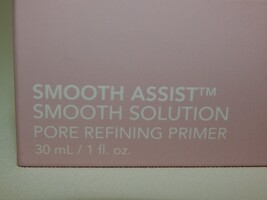 SMOOTH ASSIST™
SMOOTH SOLUTION
PORE REFINING PRIMER
30 mL / 1 fl. oz.